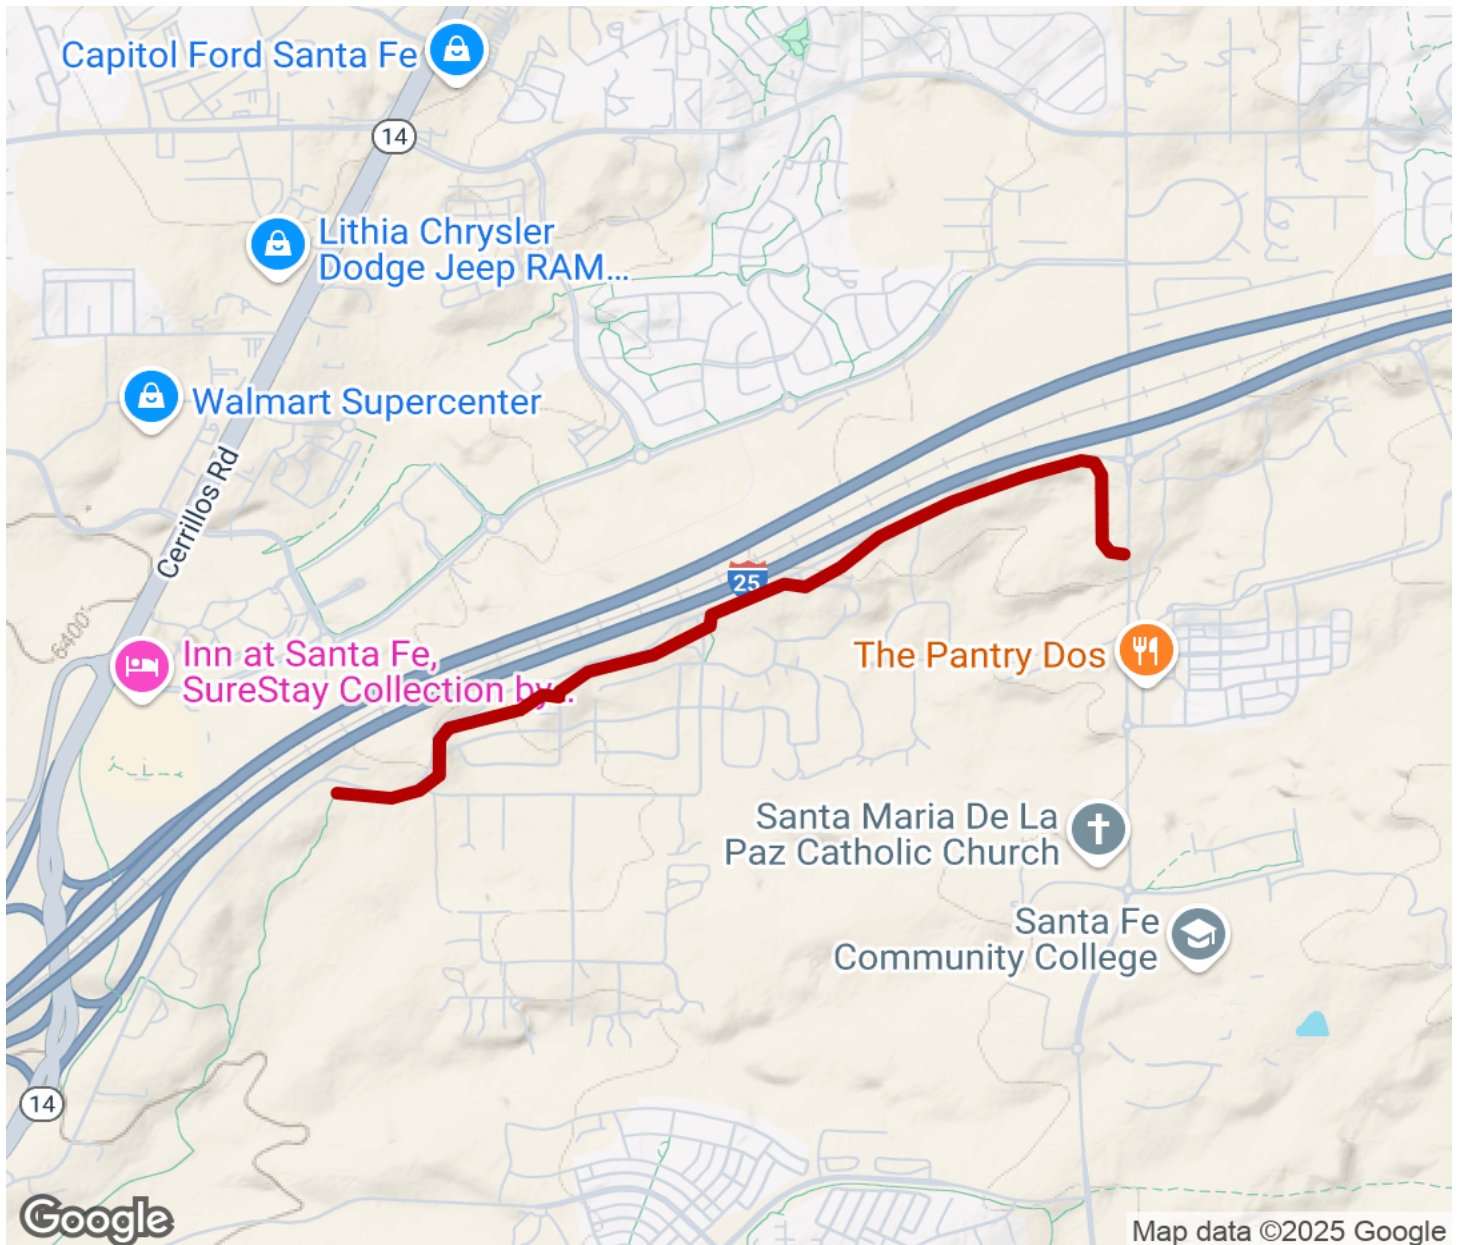 Capitol Ford Santa Fe
14
Lithia Chrysler
Dodge Jeep RAM...
Walmart Supercenter
Cerrillos Rd
25
6400'
Inn at Santa Fe,
SureStay Collection by...
The Pantry Dos
Santa Maria De La
Paz Catholic Church
Santa Fe
Community College
14
Google
Map data ©2025 Google